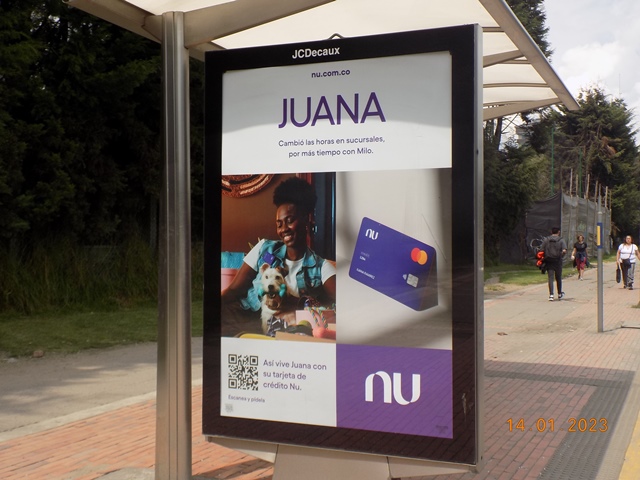 JCDecaux
nu.com.co
JUANA
Cambió las horas en sucursales,
por más tiempo con Milo.
nu
Así vive Juana con
su tarjeta de
crédito Nu.
Escanea y pídela
nu
14.01.2023